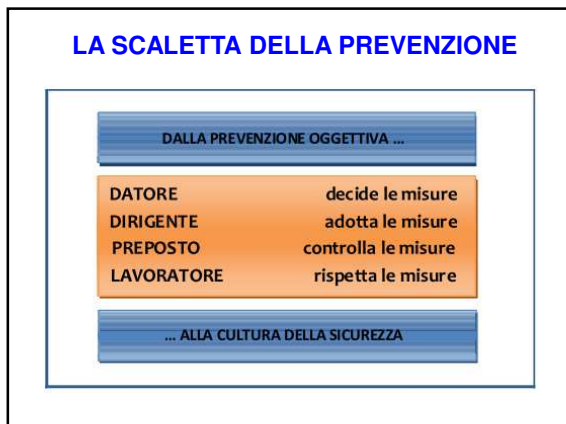 LA SCALETTA DELLA PREVENZIONE
DALLA PREVENZIONE OGGETTIVA ...
DATORE decide le misure
DIRIGENTE adotta le misure
PREPOSTO controlla le misure
LAVORATORE rispetta le misure
... ALLA CULTURA DELLA SICUREZZA